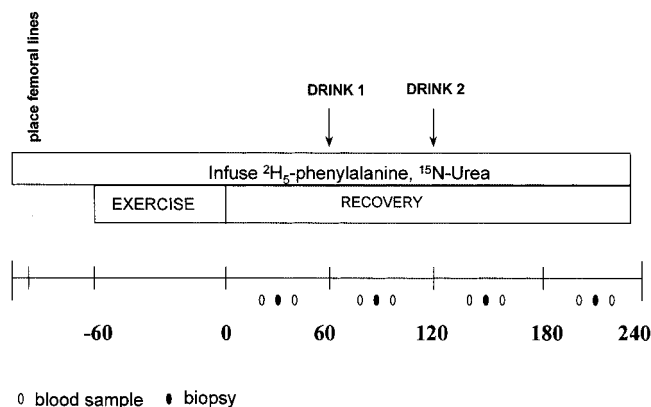 place femoral lines
DRINK 1 DRINK 2
Infuse ²H₅-phenylalanine, ¹⁵N-Urea
EXERCISE RECOVERY
-60 0 60 120 180 240
blood sample biopsy